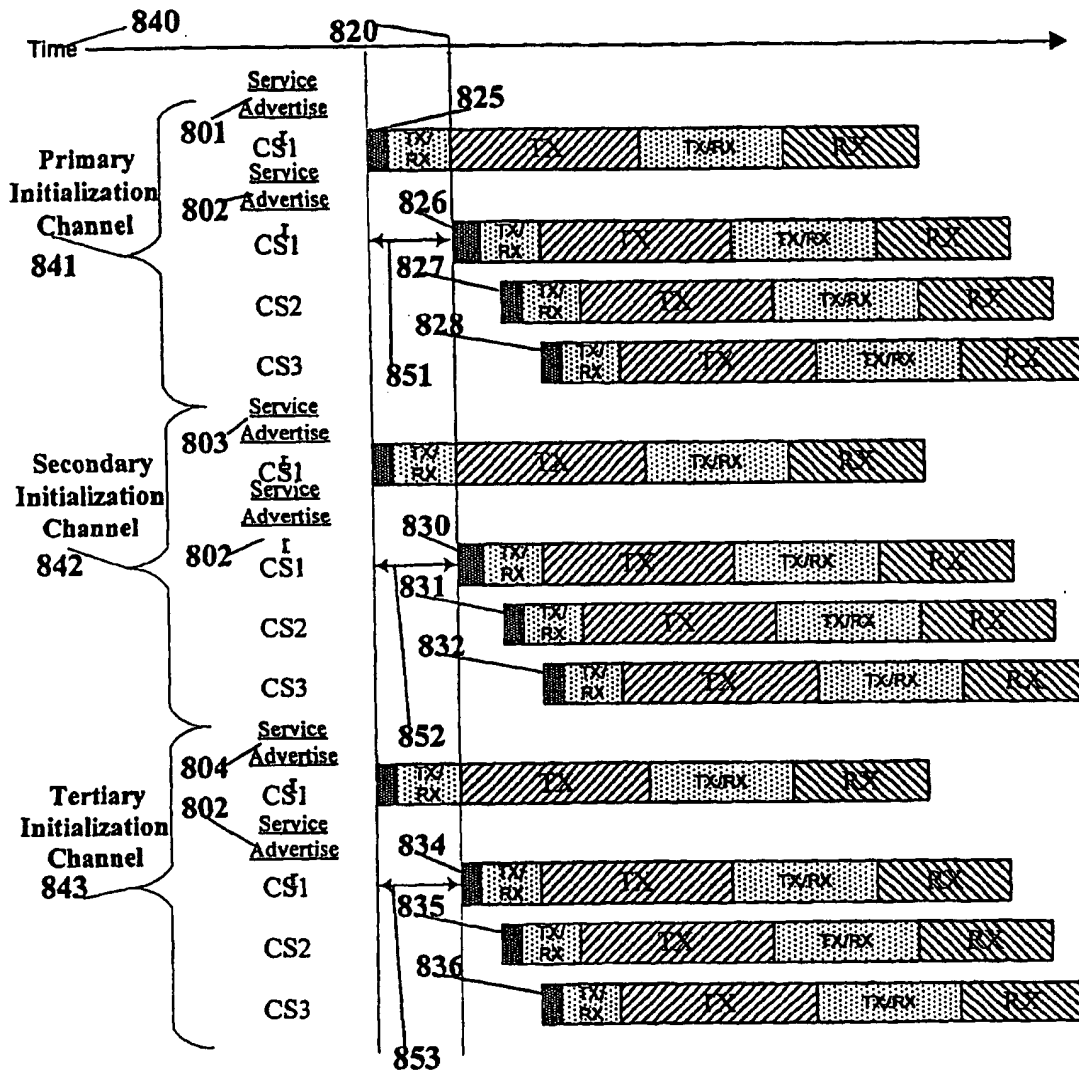 840
820
Time
Service
Advertise
r
801
CS1
825
TX/
RX
TX
TX/RX
RX
Primary
Initialization
Channel
841
Service
Advertise
r
802
CS1
826
TX/
RX
TX
TX/RX
RX
827
CS2
TX/
RX
TX
TX/RX
RX
828
CS3
TX/
RX
TX
TX/RX
RX
851
Service
Advertise
r
803
CS1
TX/
RX
TX
TX/RX
RX
Secondary
Initialization
Channel
842
Service
Advertise
r
802
CS1
830
TX/
RX
TX
TX/RX
RX
831
CS2
TX/
RX
TX
TX/RX
RX
832
CS3
TX/
RX
TX
TX/RX
RX
852
Service
Advertise
r
804
CS1
TX/
RX
TX
TX/RX
RX
Tertiary
Initialization
Channel
843
802
Service
Advertise
r
CS1
834
TX/
RX
TX
TX/RX
RX
835
CS2
TX/
RX
TX
TX/RX
RX
836
CS3
TX/
RX
TX
TX/RX
RX
853